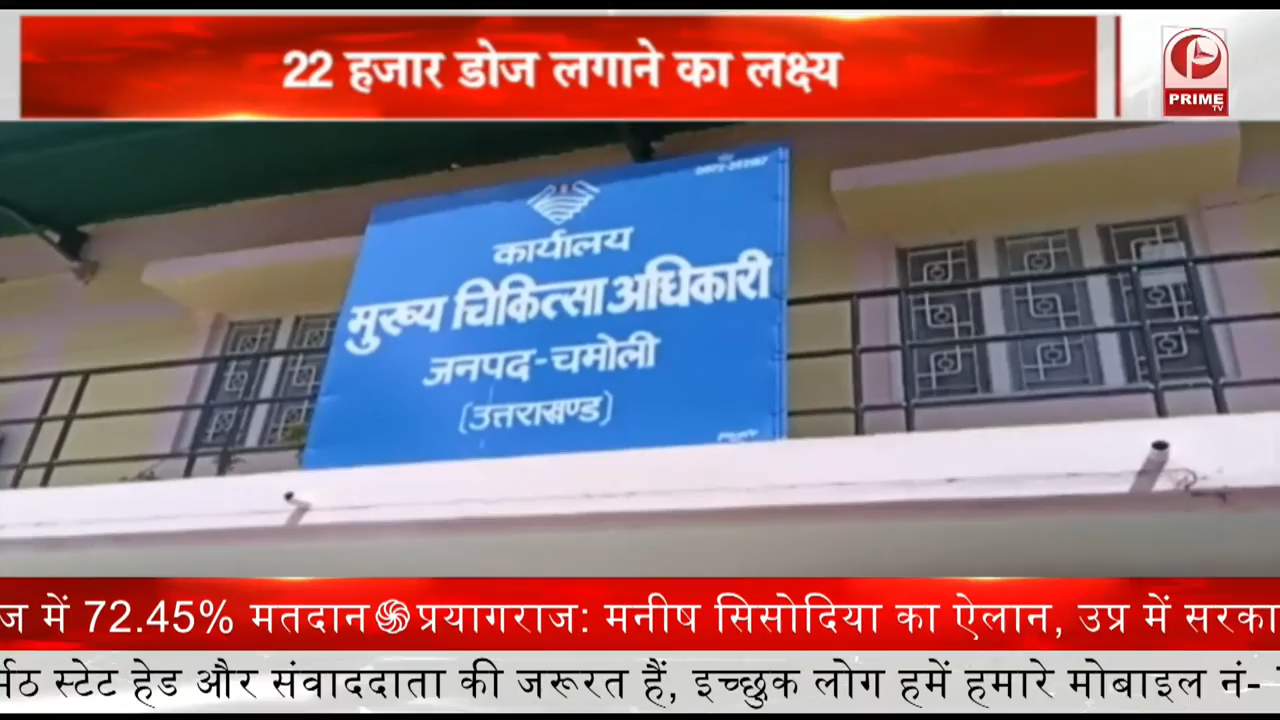 22 हजार डोज लगाने का लक्ष्य
PRIME
TV
कार्यालय
मुख्य चिकित्सा अधिकारी
जनपद-चमोली
(उत्तराखण्ड)
ज में 72.45% मतदान प्रयागराज: मनीष सिसोदिया का ऐलान, उप्र में सरका
स्टेट हेड और संवाददाता की जरूरत हैं, इच्छुक लोग हमें हमारे मोबाइल नं-